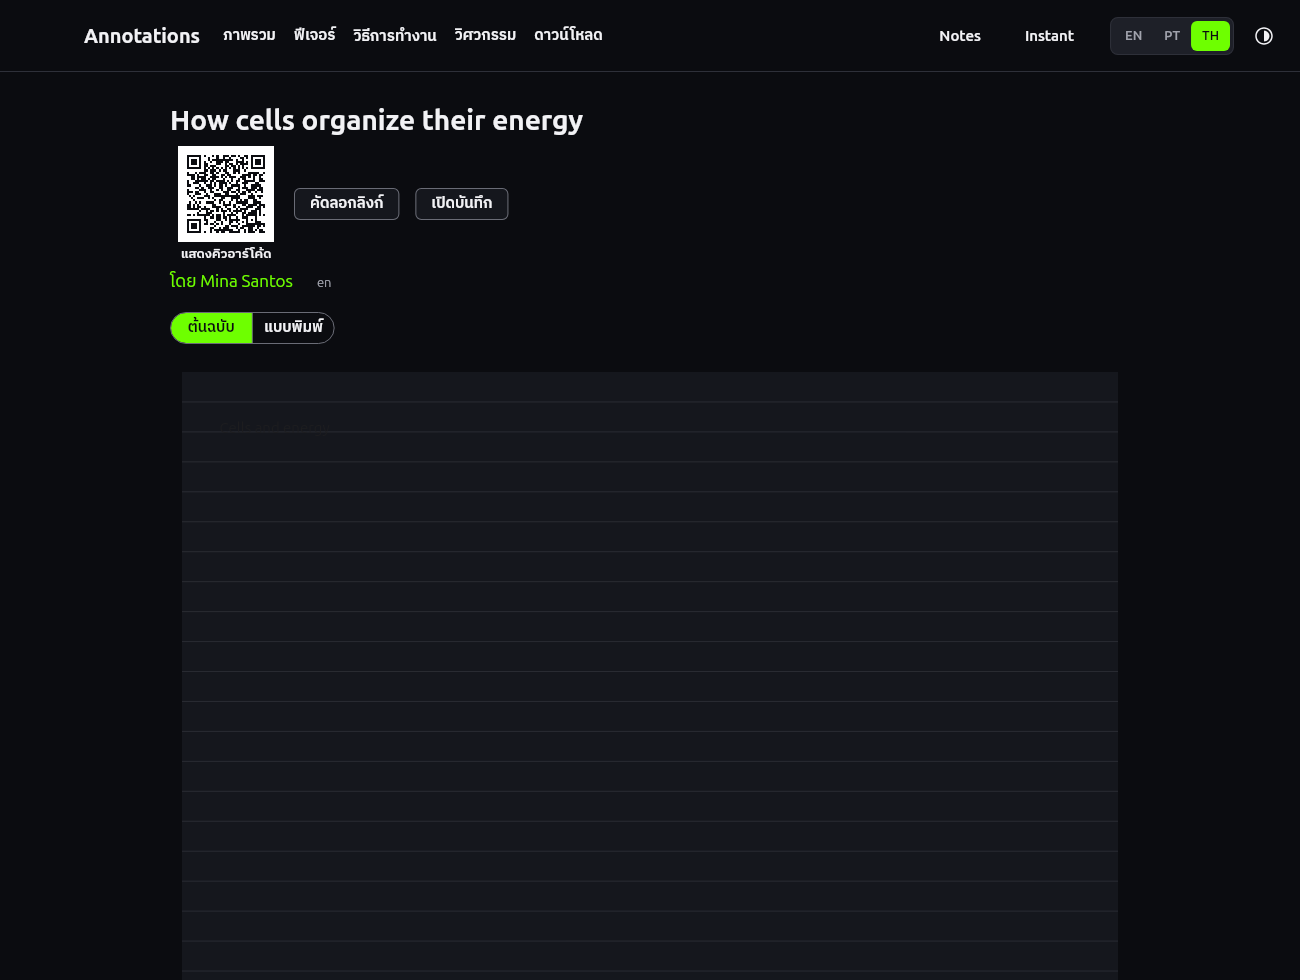 Annotations ภาพรวม ฟีเจอร์ วิธีการทำงาน วิศวกรรม ดาวน์โหลด Notes Instant EN PT TH
How cells organize their energy
คัดลอกลิงก์ เปิดบันทึก
แสดงคิวอาร์โค้ด
โดย Mina Santos en
ต้นฉบับ แบบพิมพ์